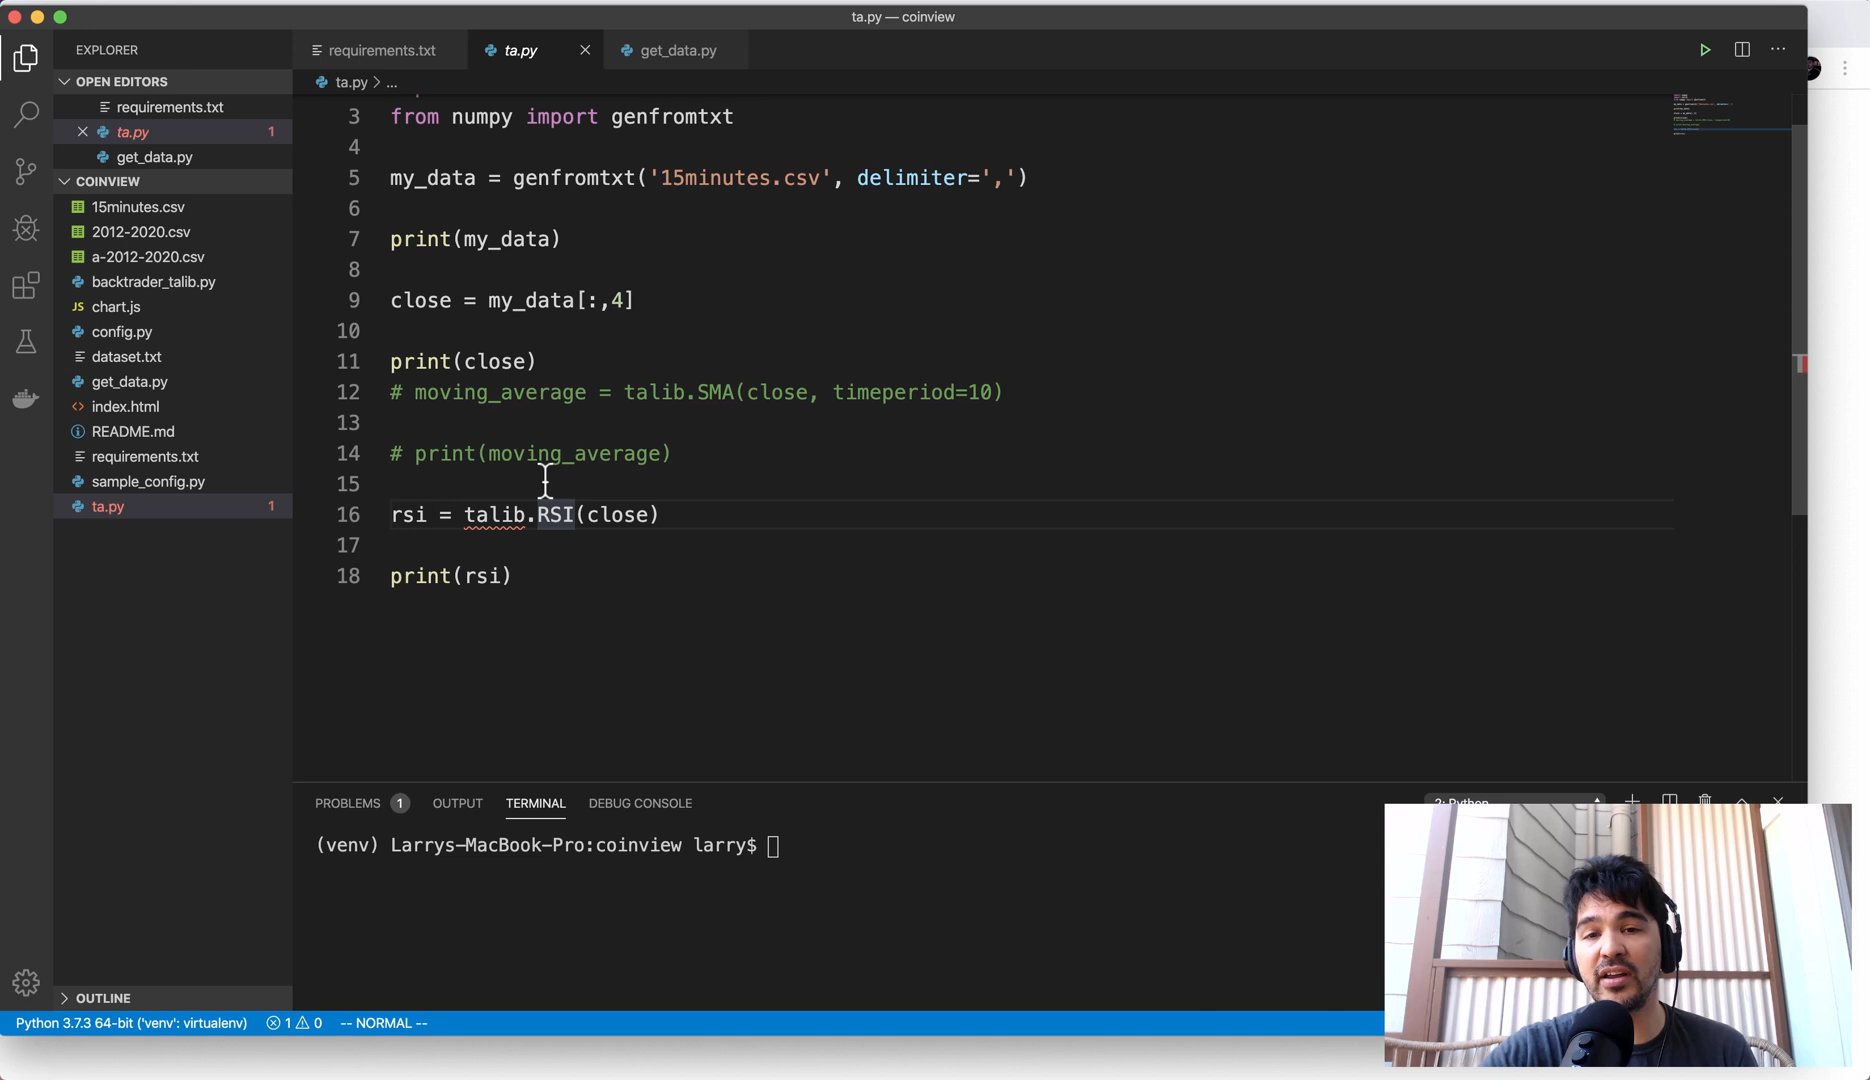 ta.py — coinview
EXPLORER
requirements.txt
ta.py
get_data.py
OPEN EDITORS
requirements.txt
ta.py 1
get_data.py
COINVIEW
15minutes.csv
2012-2020.csv
a-2012-2020.csv
backtrader_talib.py
JS chart.js
config.py
dataset.txt
get_data.py
index.html
README.md
requirements.txt
sample_config.py
ta.py 1
OUTLINE
ta.py > ...
3 from numpy import genfromtxt
4
5 my_data = genfromtxt('15minutes.csv', delimiter=',')
6
7 print(my_data)
8
9 close = my_data[:,4]
10
11 print(close)
12 # moving_average = talib.SMA(close, timeperiod=10)
13
14 # print(moving_average)
15
16 rsi = talib.RSI(close)
17
18 print(rsi)
PROBLEMS 1 OUTPUT TERMINAL DEBUG CONSOLE 2: Python
(venv) Larrys-MacBook-Pro:coinview larry$
Python 3.7.3 64-bit ('venv': virtualenv) 1 0 -- NORMAL --